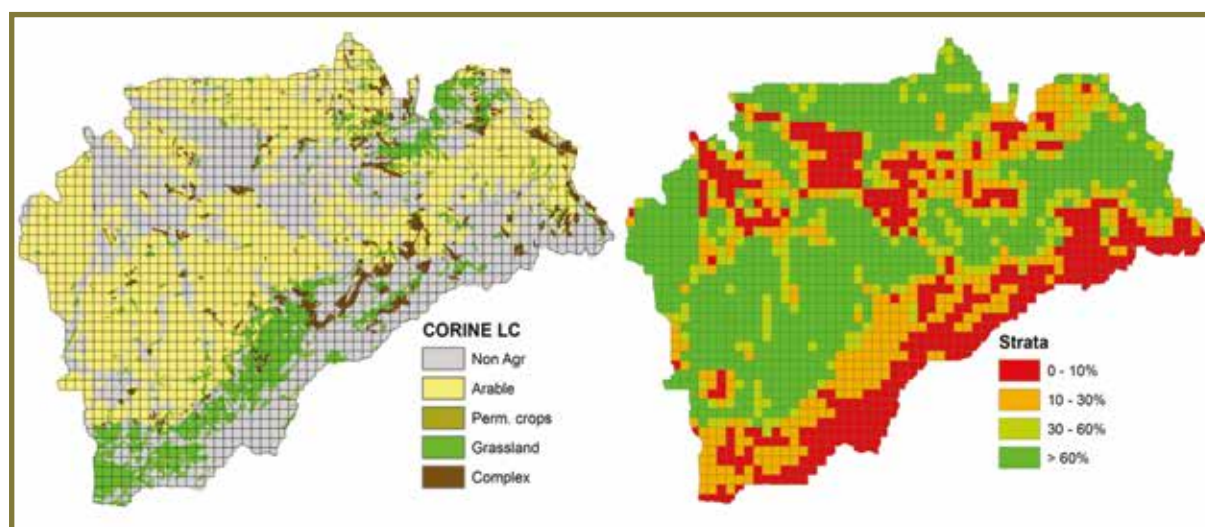 CORINE LC
Non Agr
Arable
Perm. crops
Grassland
Complex
Strata
0 - 10%
10 - 30%
30 - 60%
> 60%